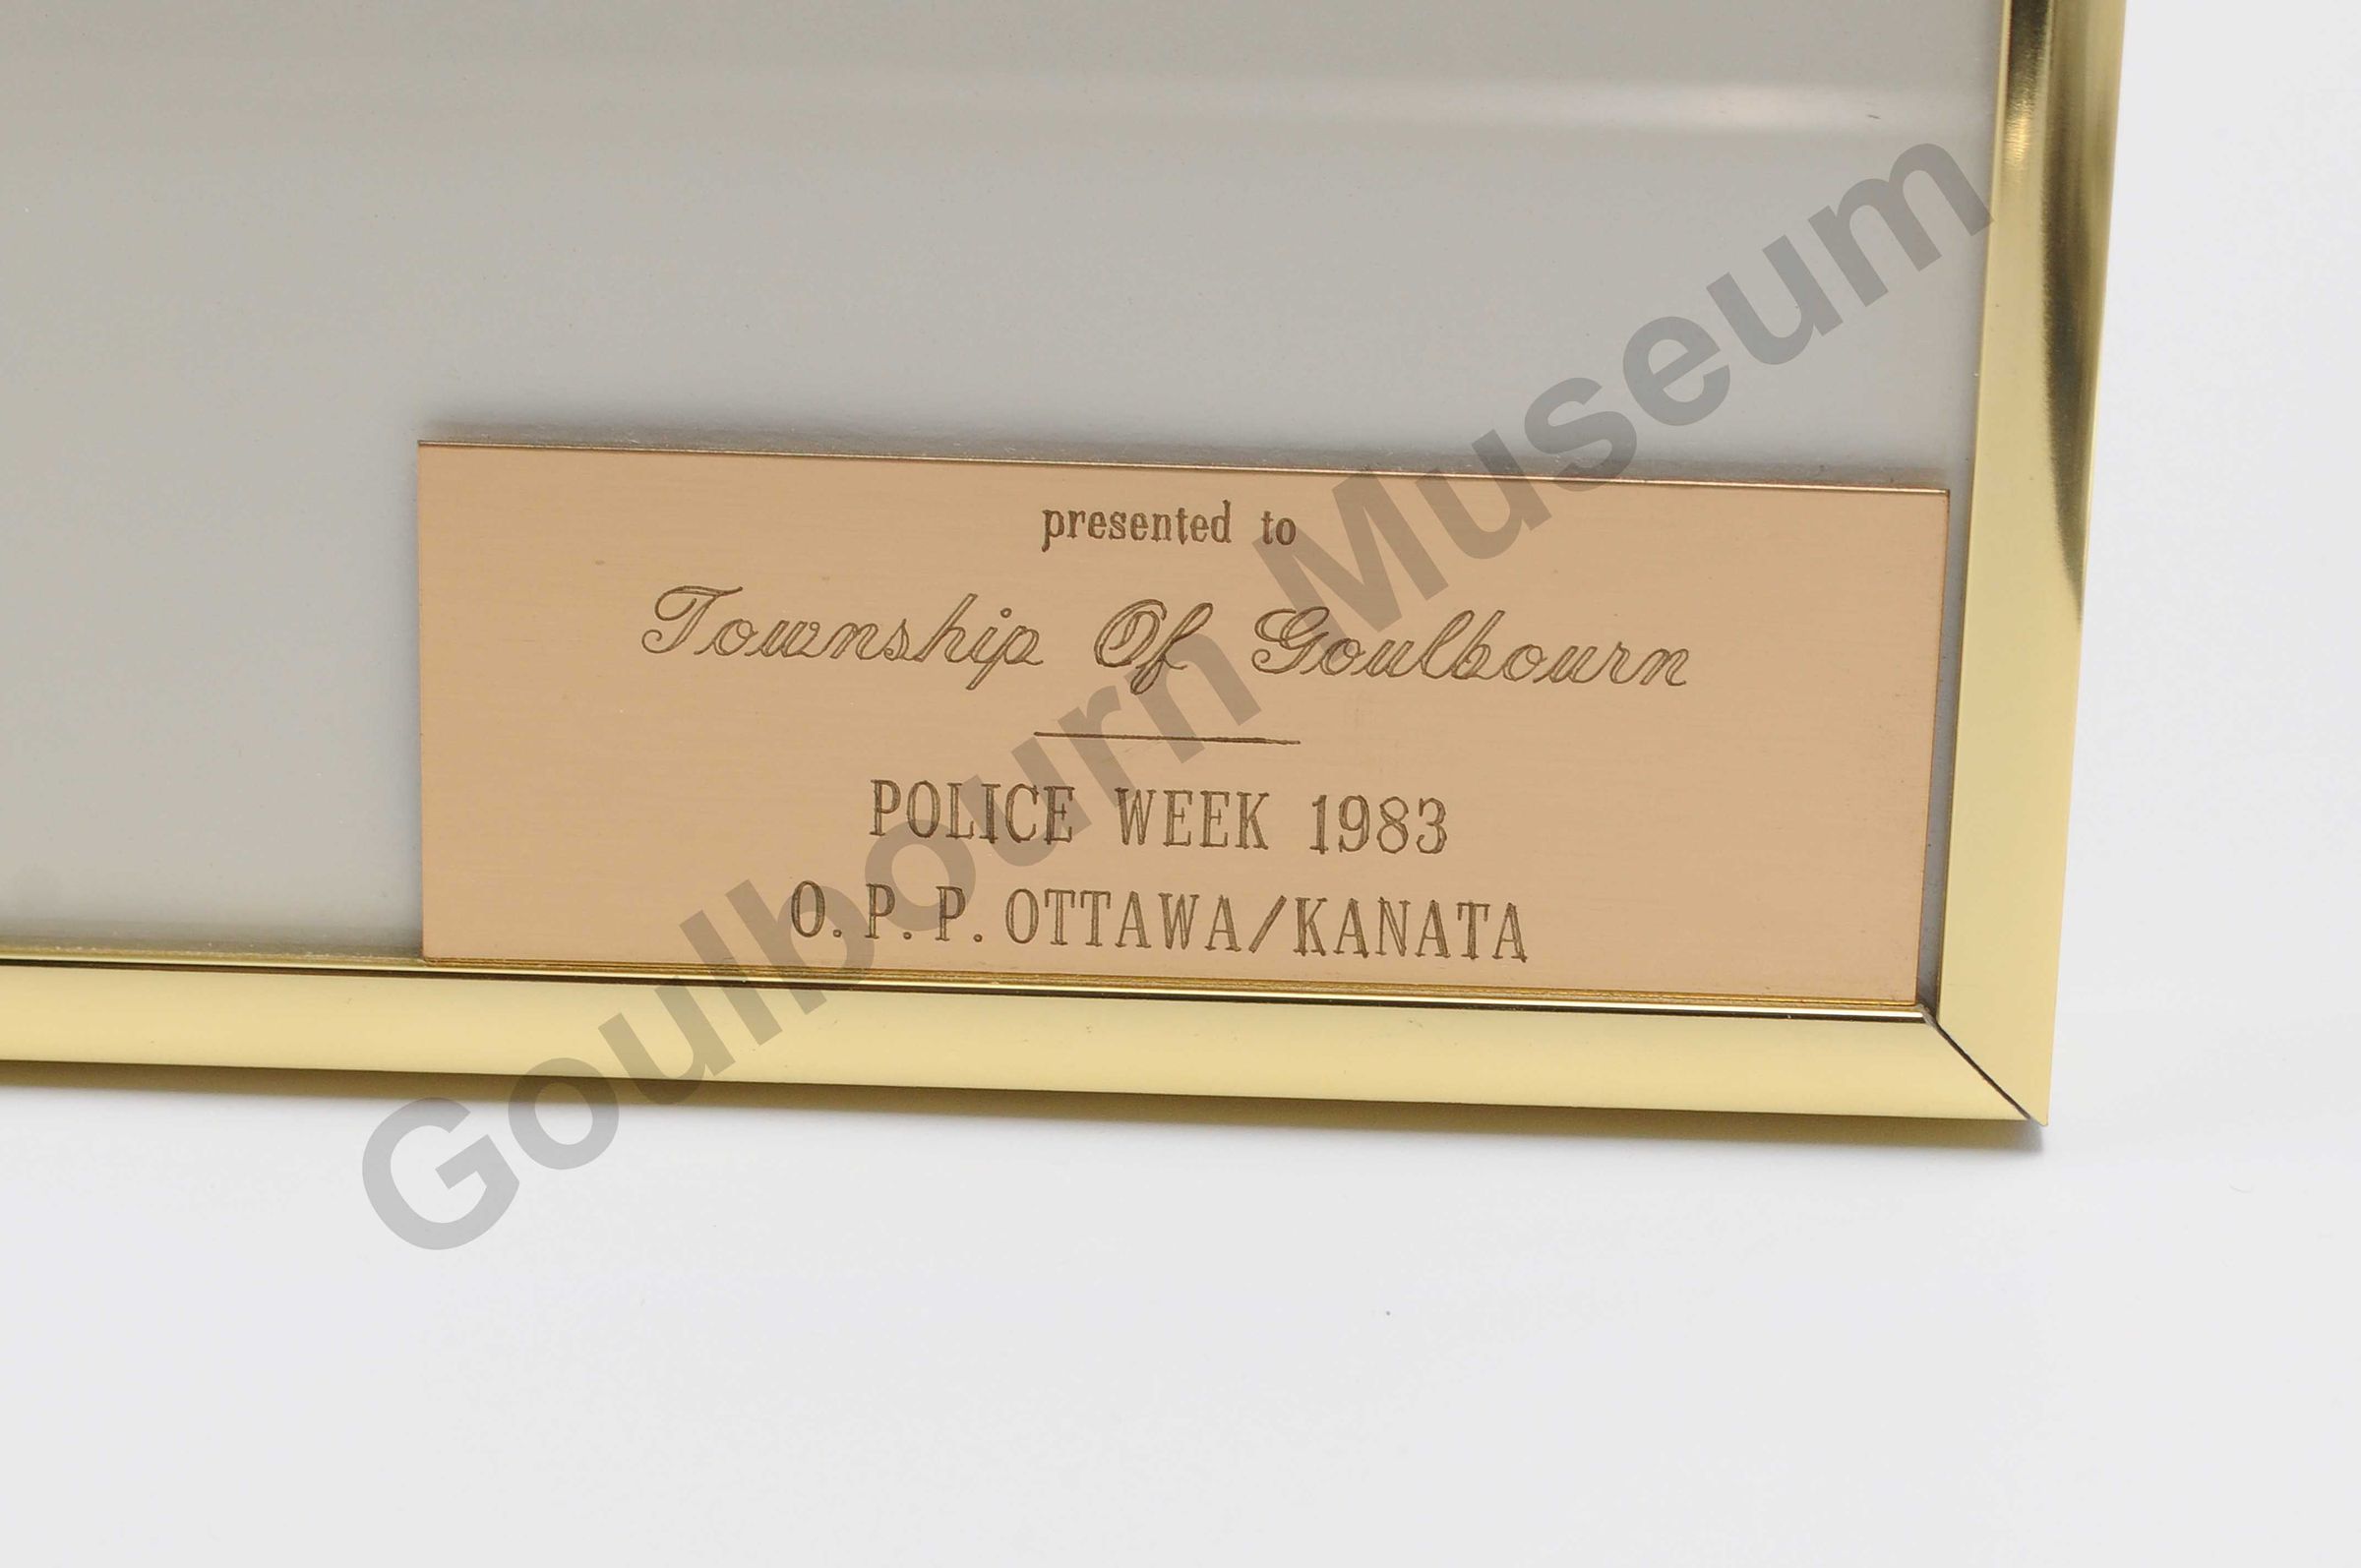 presented to
Township Of Goulbourn
POLICE WEEK 1983
O. P. P. OTTAWA/KANATA
Goulbourn Museum